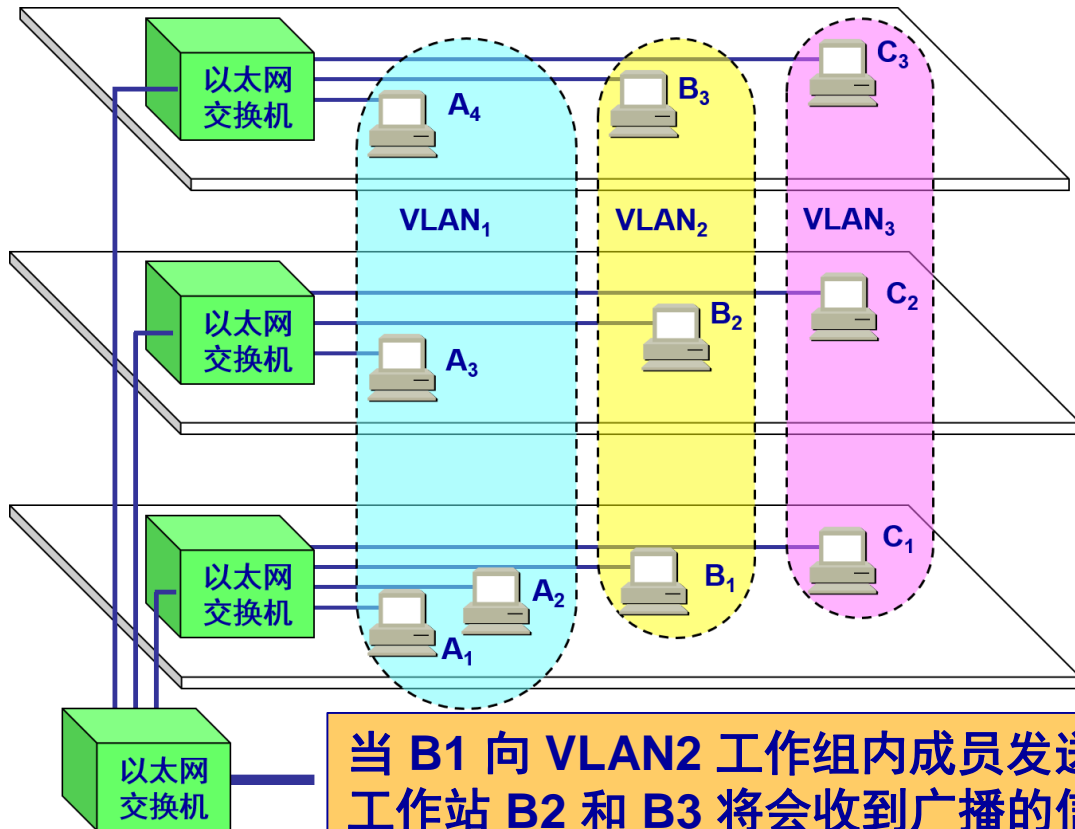 以太网
交换机
A4
B3
C3
VLAN1
VLAN2
VLAN3
以太网
交换机
A3
B2
C2
以太网
交换机
A1
A2
B1
C1
以太网
交换机
当 B1 向 VLAN2 工作组内成员发送
工作站 B2 和 B3 将会收到广播的信